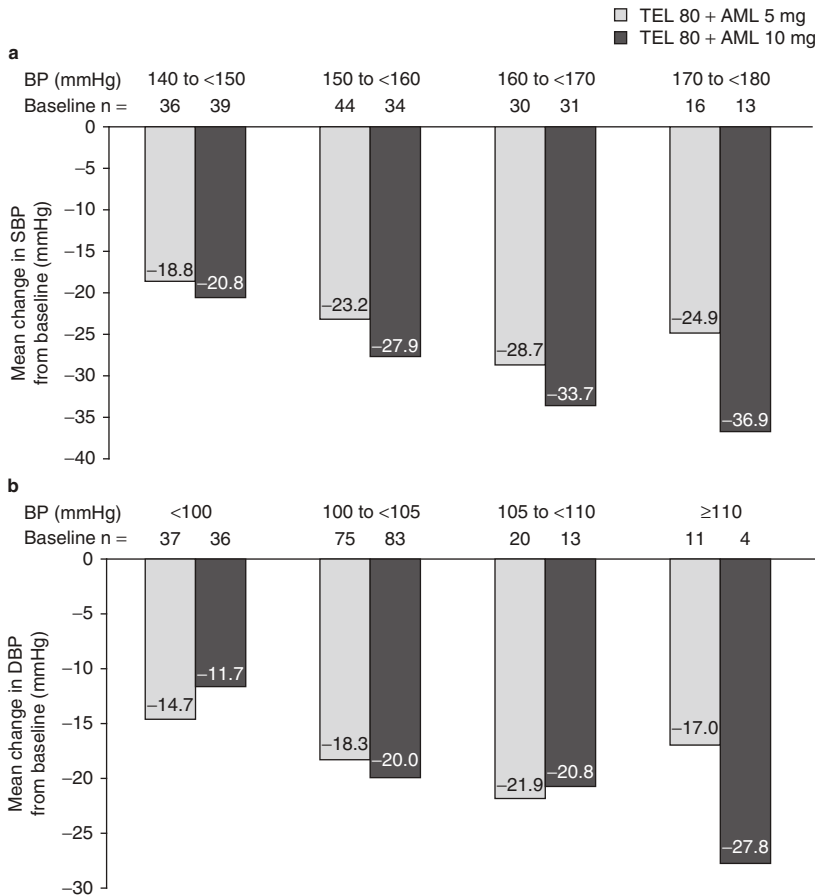 TEL 80 + AML 5 mg
TEL 80 + AML 10 mg
a
BP (mmHg) 140 to <150 150 to <160 160 to <170 170 to <180
Baseline n = 36 39 44 34 30 31 16 13
0
–5
–10
–15
–20
–25
–30
–35
–40
Mean change in SBP
from baseline (mmHg)
–18.8
–20.8
–23.2
–27.9
–28.7
–33.7
–24.9
–36.9
b
BP (mmHg) <100 100 to <105 105 to <110 ≥110
Baseline n = 37 36 75 83 20 13 11 4
0
–5
–10
–15
–20
–25
–30
Mean change in DBP
from baseline (mmHg)
–14.7
–11.7
–18.3
–20.0
–21.9
–20.8
–17.0
–27.8